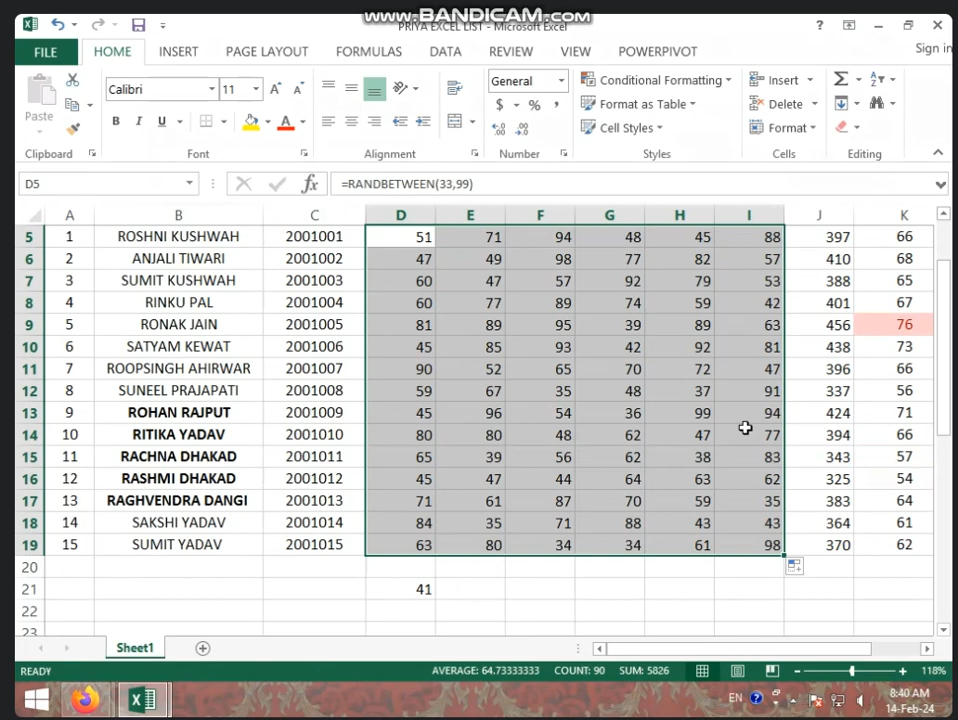 www.BANDICAM.com
PRIYA EXCEL LIST - Microsoft Excel
FILE HOME INSERT PAGE LAYOUT FORMULAS DATA REVIEW VIEW POWERPIVOT Sign in
Calibri 11 General Conditional Formatting Insert
Paste $ % , Format as Table Delete
B I U A Cell Styles Format
Clipboard Font Alignment Number Styles Cells Editing
D5 fx =RANDBETWEEN(33,99)
A B C D E F G H I J K
5 1 ROSHNI KUSHWAH 2001001 51 71 94 48 45 88 397 66
6 2 ANJALI TIWARI 2001002 47 49 98 77 82 57 410 68
7 3 SUMIT KUSHWAH 2001003 60 47 57 92 79 53 388 65
8 4 RINKU PAL 2001004 60 77 89 74 59 42 401 67
9 5 RONAK JAIN 2001005 81 89 95 39 89 63 456 76
10 6 SATYAM KEWAT 2001006 45 85 93 42 92 81 438 73
11 7 ROOPSINGH AHIRWAR 2001007 90 52 65 70 72 47 396 66
12 8 SUNEEL PRAJAPATI 2001008 59 67 35 48 37 91 337 56
13 9 ROHAN RAJPUT 2001009 45 96 54 36 99 94 424 71
14 10 RITIKA YADAV 2001010 80 80 48 62 47 77 394 66
15 11 RACHNA DHAKAD 2001011 65 39 56 62 38 83 343 57
16 12 RASHMI DHAKAD 2001012 45 47 44 64 63 62 325 54
17 13 RAGHVENDRA DANGI 2001013 71 61 87 70 59 35 383 64
18 14 SAKSHI YADAV 2001014 84 35 71 88 43 43 364 61
19 15 SUMIT YADAV 2001015 63 80 34 34 61 98 370 62
20
21 41
22
23
Sheet1
READY AVERAGE: 64.73333333 COUNT: 90 SUM: 5826 118%
EN 8:40 AM
14-Feb-24